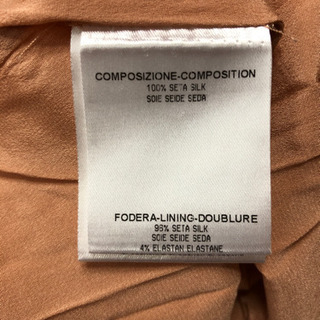 COMPOSIZIONE-COMPOSITION
100% SETA SILK
SOIE SEIDE SEDA
FODERA-LINING-DOUBLURE
96% SETA SILK
SOIE SEIDE SEDA
4% ELASTAN ELASTANE